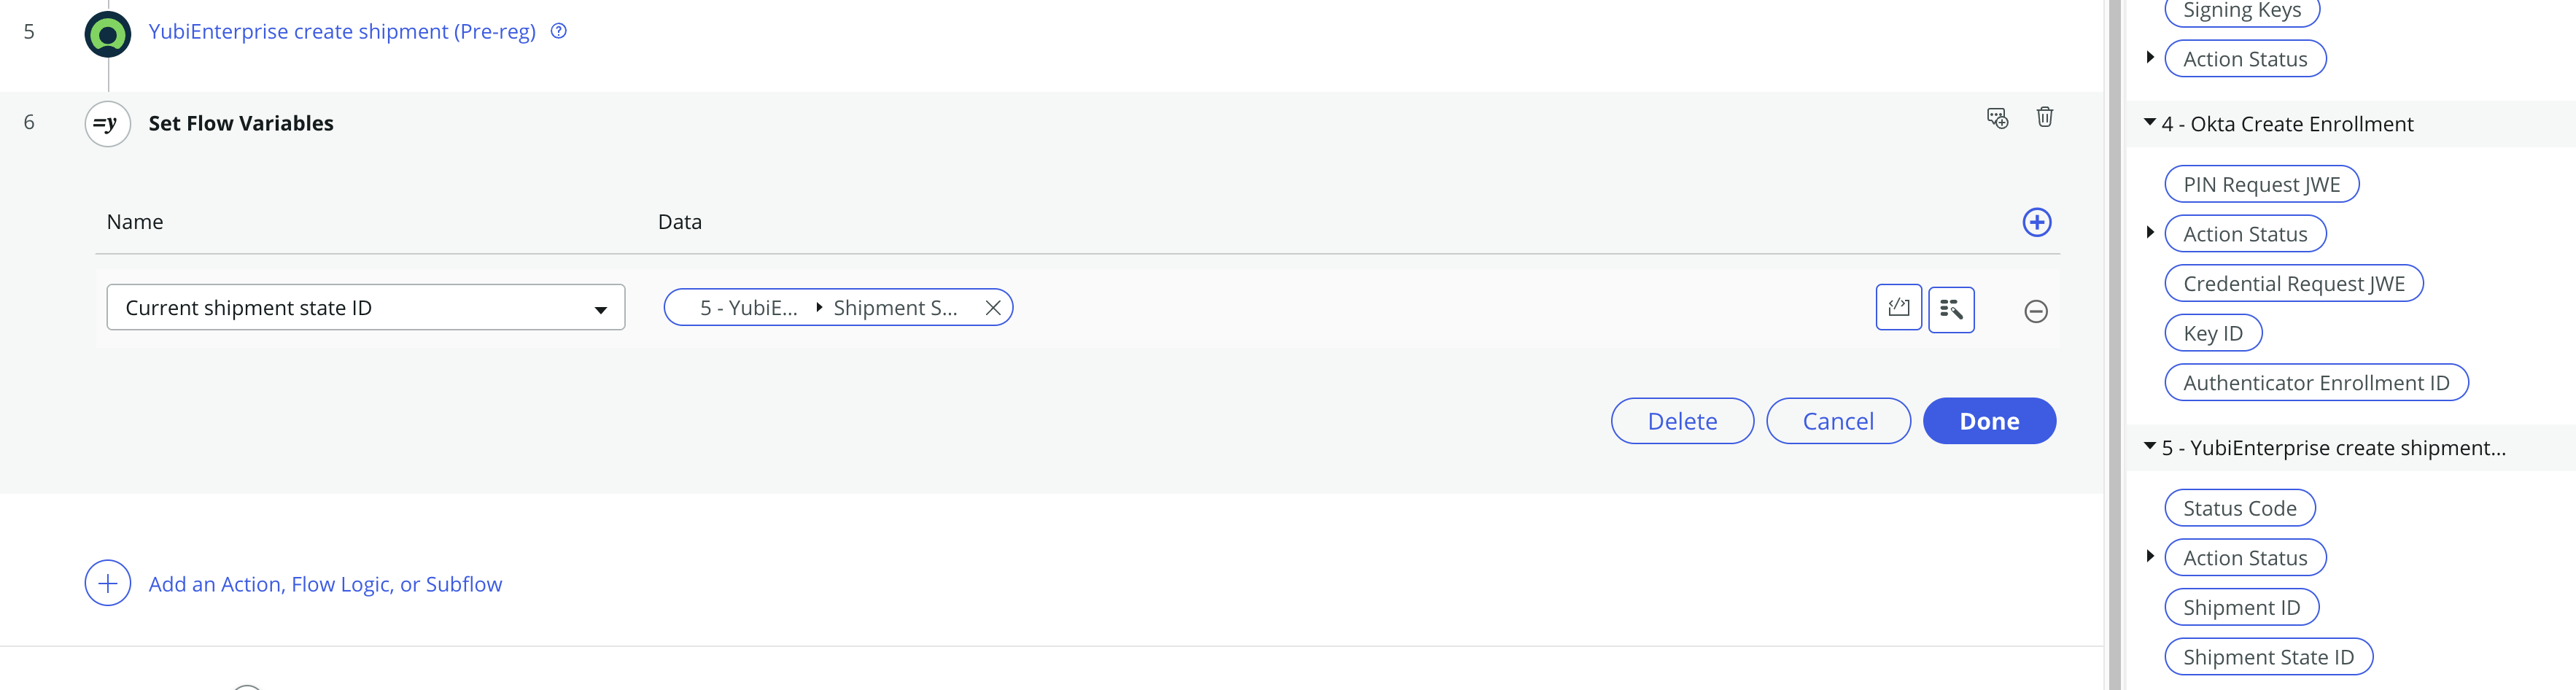 5
YubiEnterprise create shipment (Pre-reg)
6
=y
Set Flow Variables
Name
Data
Current shipment state ID
5 - YubiE...
Shipment S...
Delete
Cancel
Done
Add an Action, Flow Logic, or Subflow
Signing Keys
Action Status
4 - Okta Create Enrollment
PIN Request JWE
Action Status
Credential Request JWE
Key ID
Authenticator Enrollment ID
5 - YubiEnterprise create shipment...
Status Code
Action Status
Shipment ID
Shipment State ID